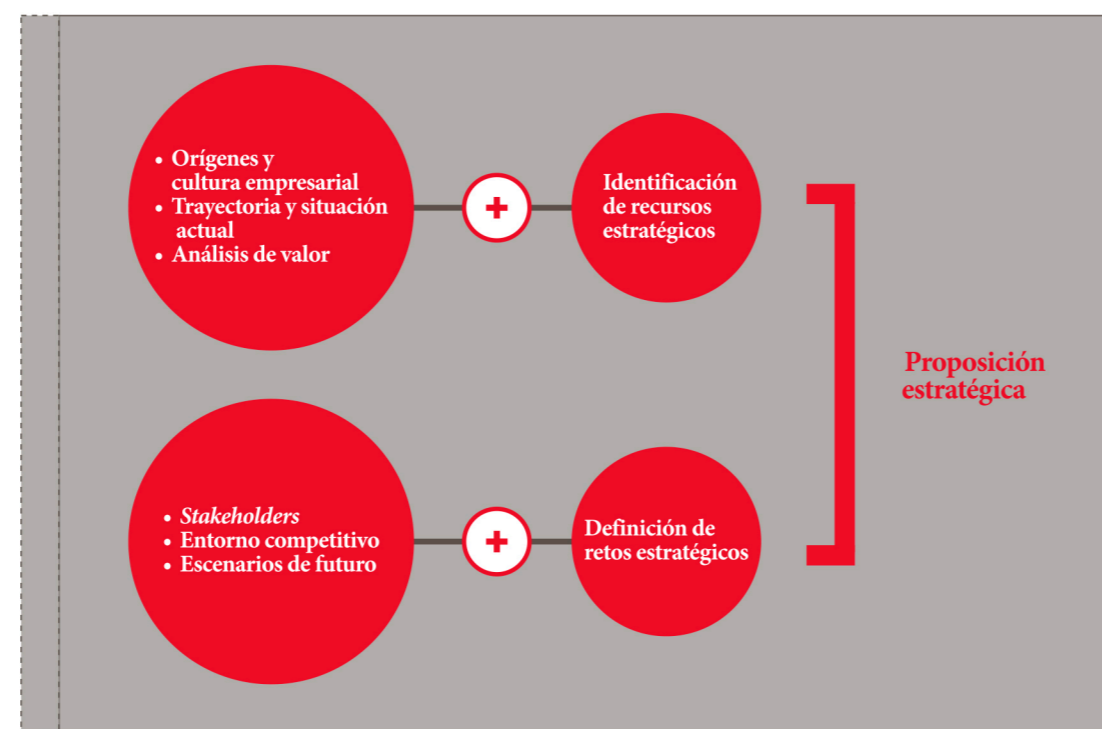 • Orígenes y
cultura empresarial
• Trayectoria y situación
actual
• Análisis de valor
+
Identificación
de recursos
estratégicos
• Stakeholders
• Entorno competitivo
• Escenarios de futuro
+
Definición de
retos estratégicos
Proposición
estratégica